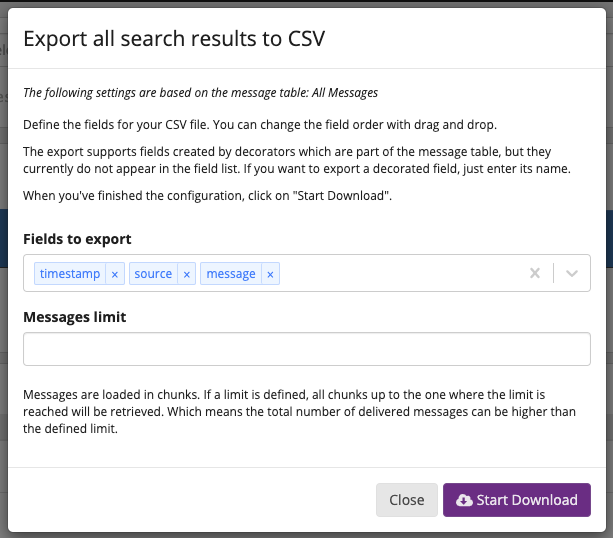 Export all search results to CSV
The following settings are based on the message table: All Messages
Define the fields for your CSV file. You can change the field order with drag and drop.
The export supports fields created by decorators which are part of the message table, but they
currently do not appear in the field list. If you want to export a decorated field, just enter its name.
When you've finished the configuration, click on "Start Download".
Fields to export
timestamp × source × message ×
Messages limit
Messages are loaded in chunks. If a limit is defined, all chunks up to the one where the limit is
reached will be retrieved. Which means the total number of delivered messages can be higher than
the defined limit.
Close Start Download